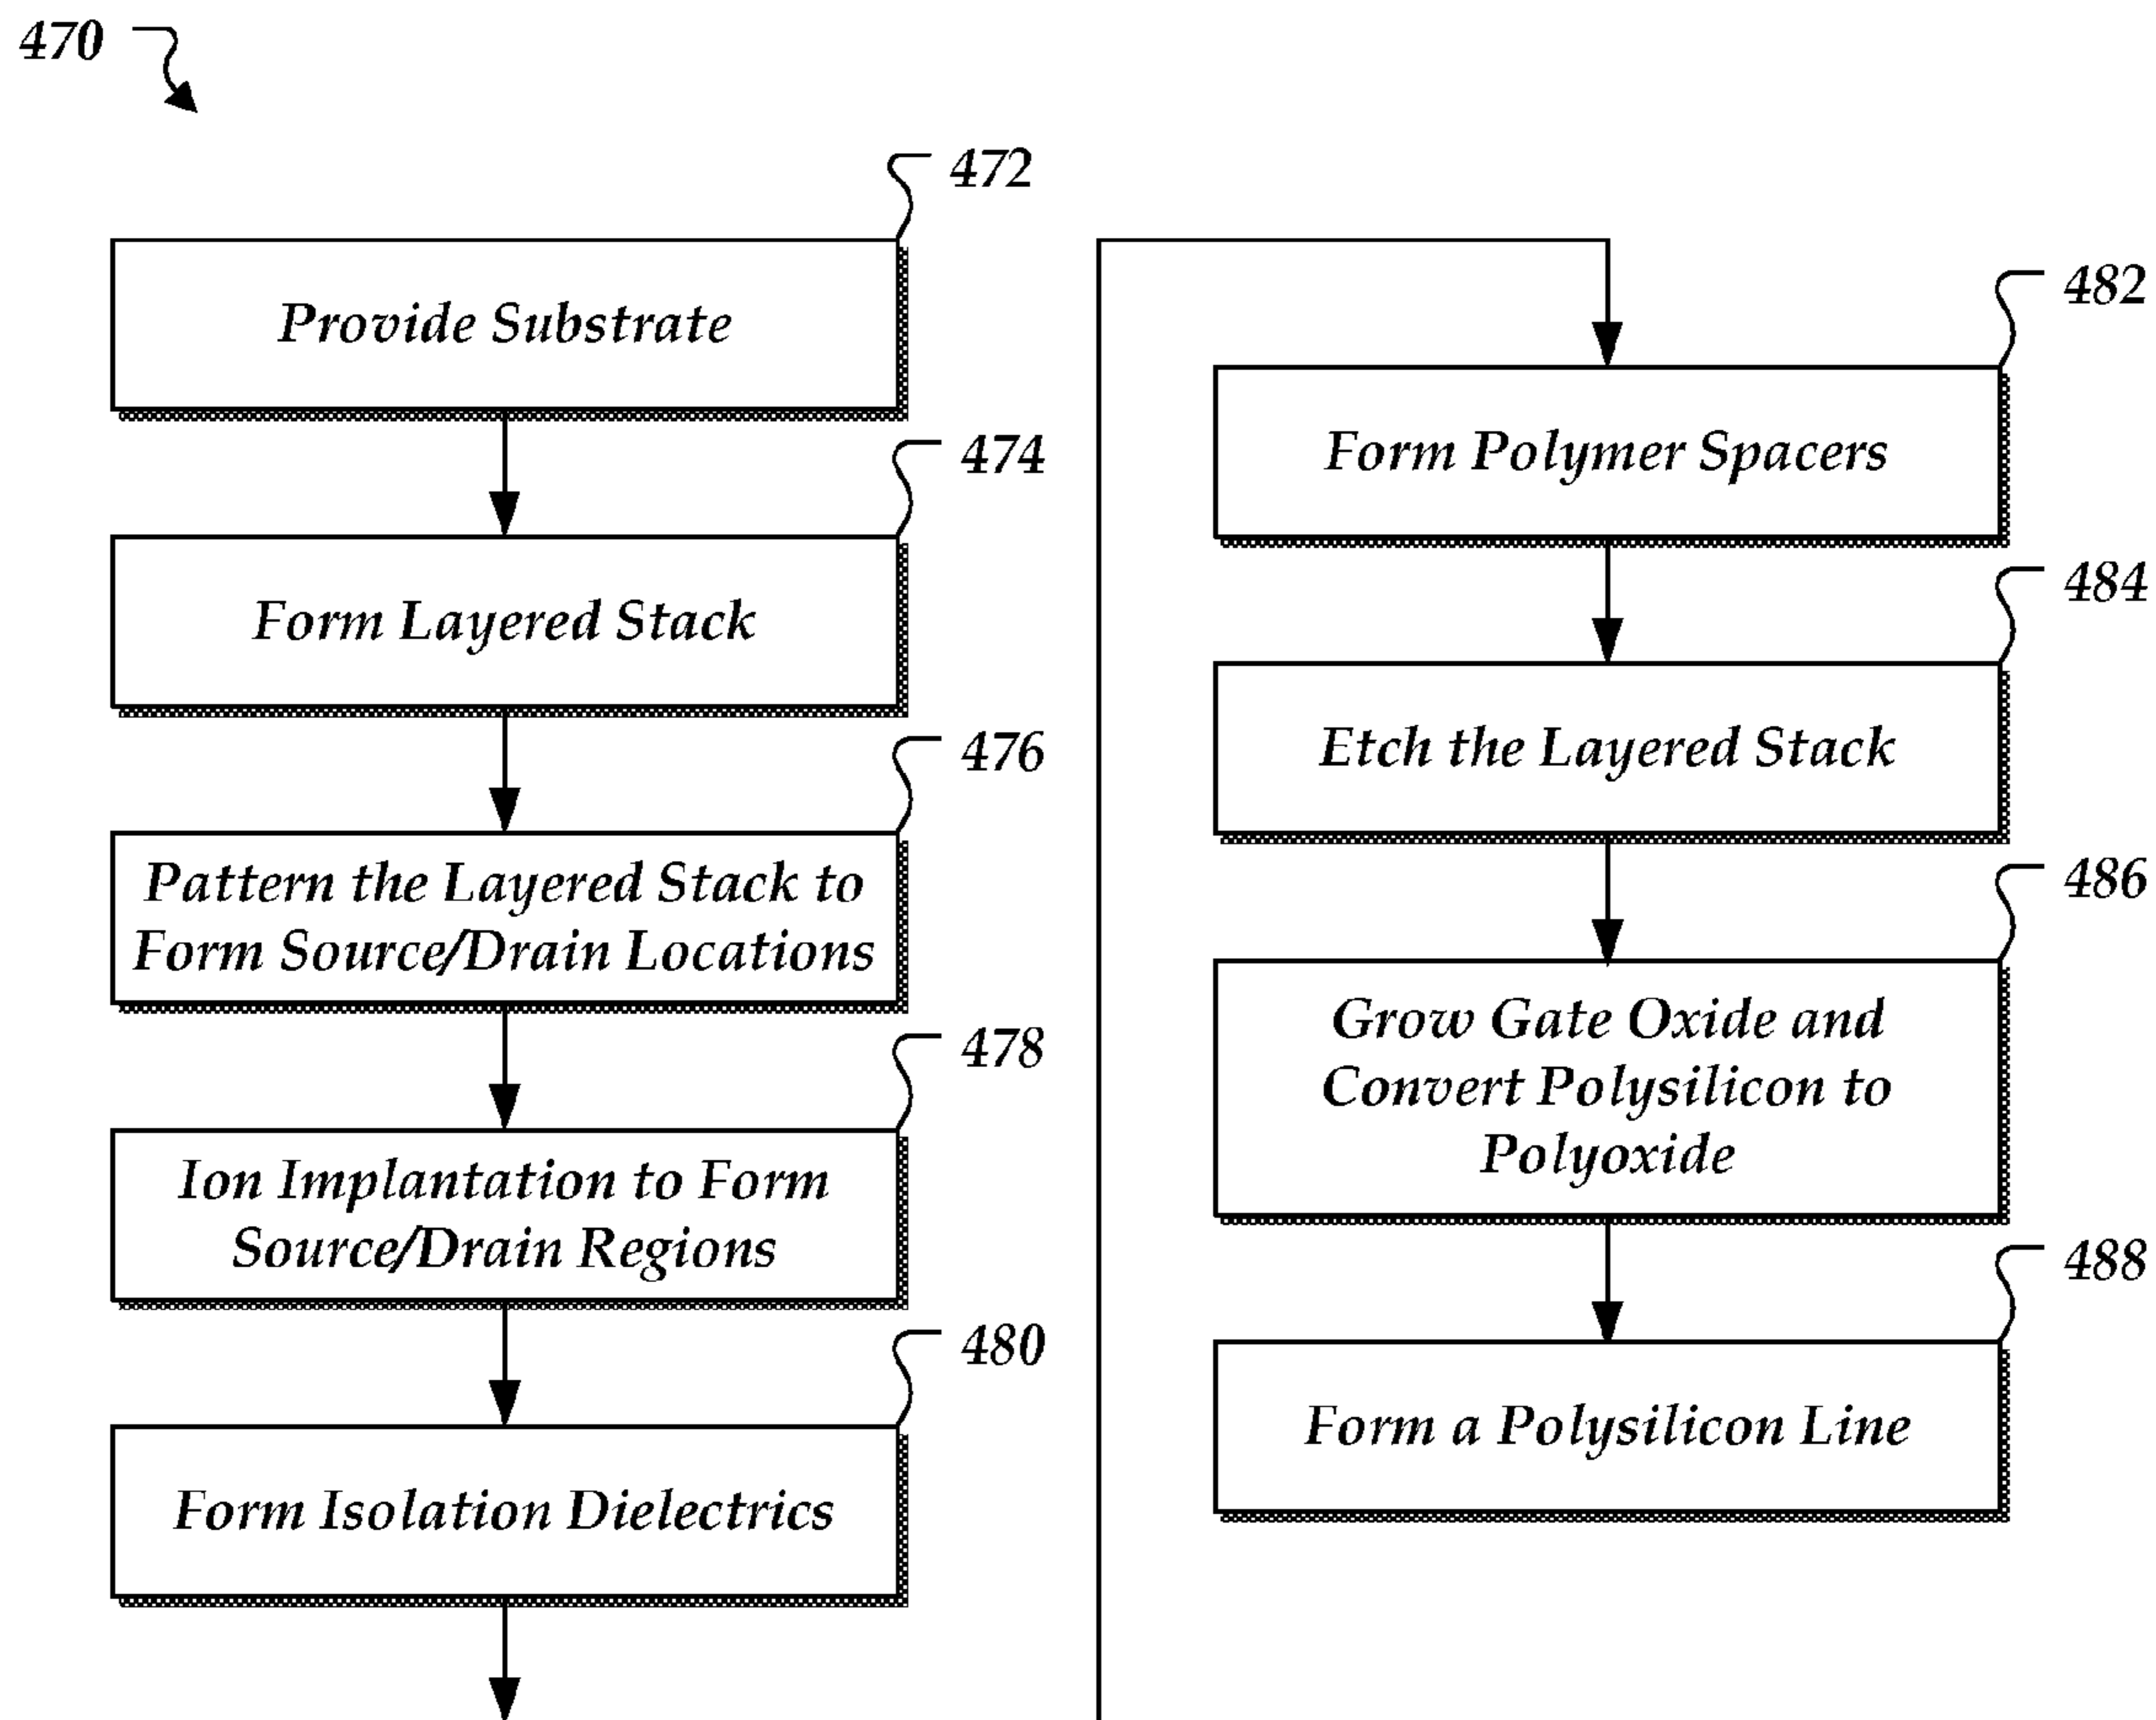 470
472
Provide Substrate
474
Form Layered Stack
476
Pattern the Layered Stack to
Form Source/Drain Locations
478
Ion Implantation to Form
Source/Drain Regions
480
Form Isolation Dielectrics
482
Form Polymer Spacers
484
Etch the Layered Stack
486
Grow Gate Oxide and
Convert Polysilicon to
Polyoxide
488
Form a Polysilicon Line